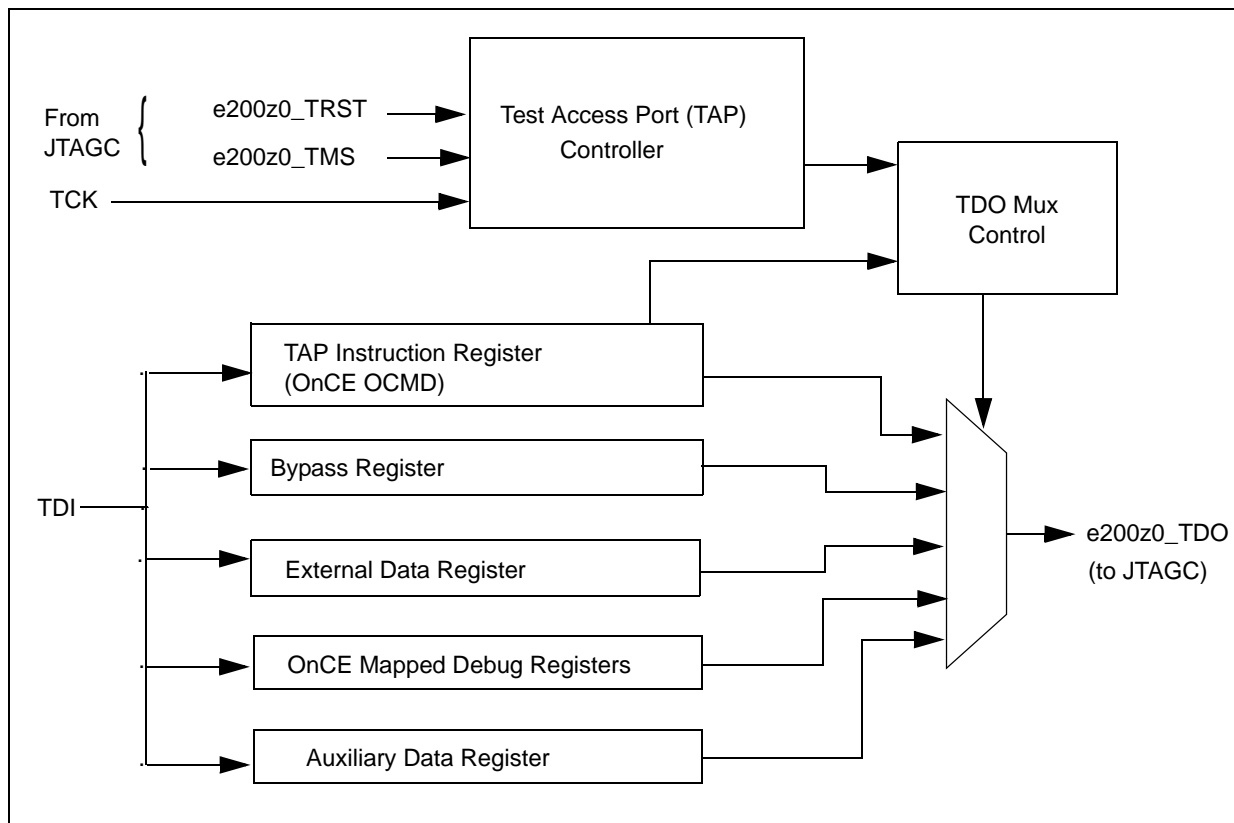 From
JTAGC
{
e200z0_TRST
e200z0_TMS
TCK
Test Access Port (TAP)
Controller
TDO Mux
Control
TAP Instruction Register
(OnCE OCMD)
Bypass Register
TDI
External Data Register
OnCE Mapped Debug Registers
Auxiliary Data Register
e200z0_TDO
(to JTAGC)